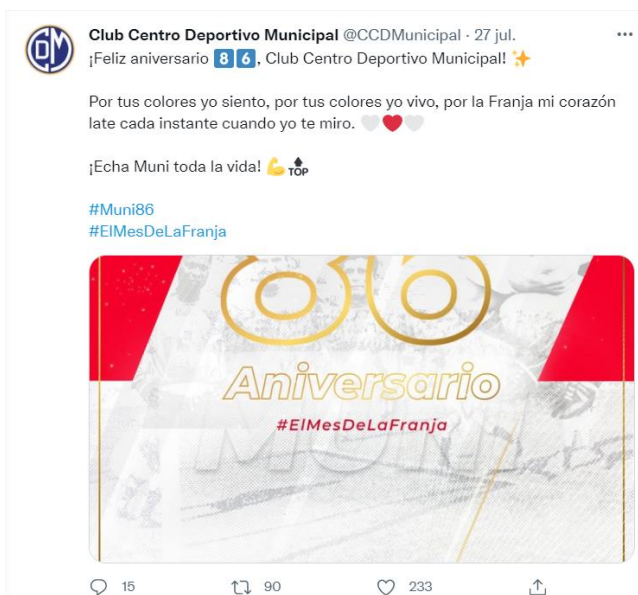 Club Centro Deportivo Municipal @CCDMunicipal · 27 jul.
¡Feliz aniversario 8️⃣6️⃣, Club Centro Deportivo Municipal! ✨
Por tus colores yo siento, por tus colores yo vivo, por la Franja mi corazón
late cada instante cuando yo te miro. 🤍❤️🤍
¡Echa Muni toda la vida! 💪🔝
#Muni86
#ElMesDeLaFranja
86
Aniversario
#ElMesDeLaFranja
MUNI
15 90 233